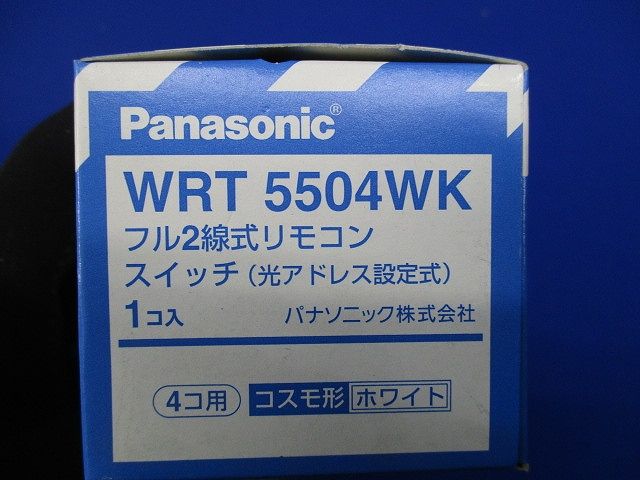 Panasonic®
WRT 5504WK
フル2線式リモコン
スイッチ（光アドレス設定式）
1コ入 パナソニック株式会社
4コ用 コスモ形 ホワイト